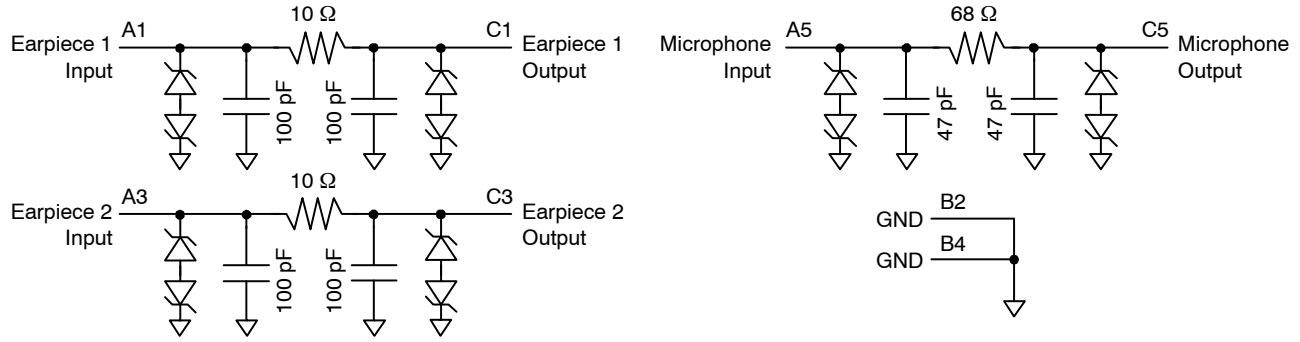 10 Ω
Earpiece 1 A1 C1 Earpiece 1
Input Output
100 pF 100 pF
68 Ω
Microphone A5 C5 Microphone
Input Output
47 pF 47 pF
10 Ω
Earpiece 2 A3 C3 Earpiece 2
Input Output
100 pF 100 pF
GND B2
GND B4